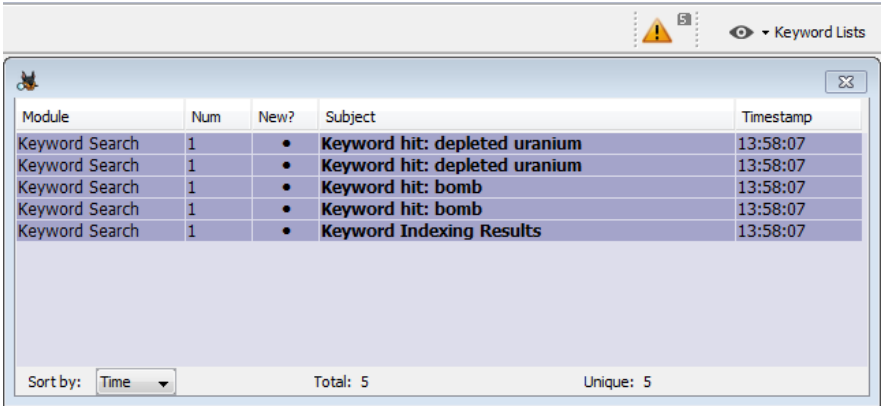 5
Keyword Lists
Module Num New? Subject Timestamp
Keyword Search 1 • Keyword hit: depleted uranium 13:58:07
Keyword Search 1 • Keyword hit: depleted uranium 13:58:07
Keyword Search 1 • Keyword hit: bomb 13:58:07
Keyword Search 1 • Keyword hit: bomb 13:58:07
Keyword Search 1 • Keyword Indexing Results 13:58:07
Sort by: Time Total: 5 Unique: 5